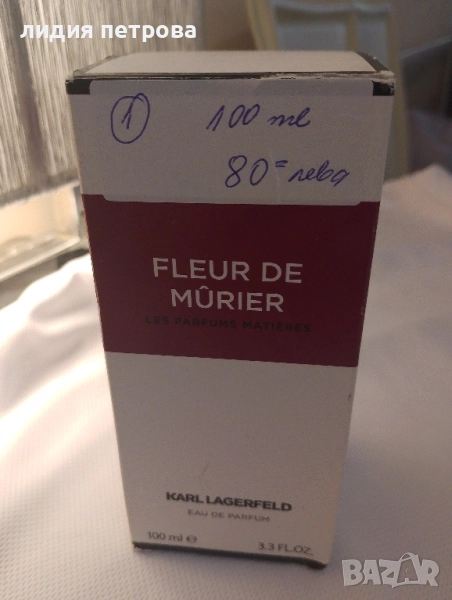 лидия петрова
1 100 ml
80= лева
FLEUR DE
MÛRIER
LES PARFUMS MATIÈRES
KARL LAGERFELD
EAU DE PARFUM
100 ml ℮ 3.3 FL.OZ.
BAZAR